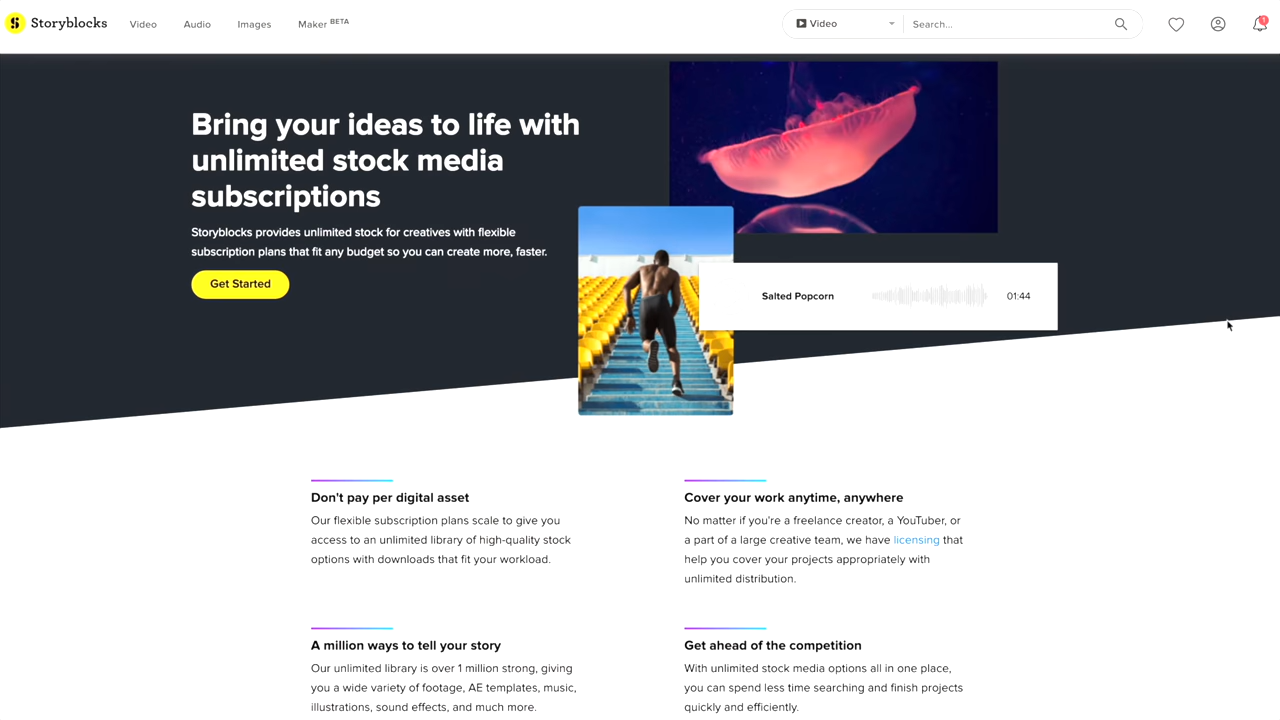 Storyblocks
Video
Audio
Images
Maker BETA
Video
Search...
1
Bring your ideas to life with
unlimited stock media
subscriptions
Storyblocks provides unlimited stock for creatives with flexible
subscription plans that fit any budget so you can create more, faster.
Get Started
Salted Popcorn
01:44
Don't pay per digital asset
Our flexible subscription plans scale to give you
access to an unlimited library of high-quality stock
options with downloads that fit your workload.
Cover your work anytime, anywhere
No matter if you're a freelance creator, a YouTuber, or
a part of a large creative team, we have licensing that
help you cover your projects appropriately with
unlimited distribution.
A million ways to tell your story
Our unlimited library is over 1 million strong, giving
you a wide variety of footage, AE templates, music,
illustrations, sound effects, and much more.
Get ahead of the competition
With unlimited stock media options all in one place,
you can spend less time searching and finish projects
quickly and efficiently.